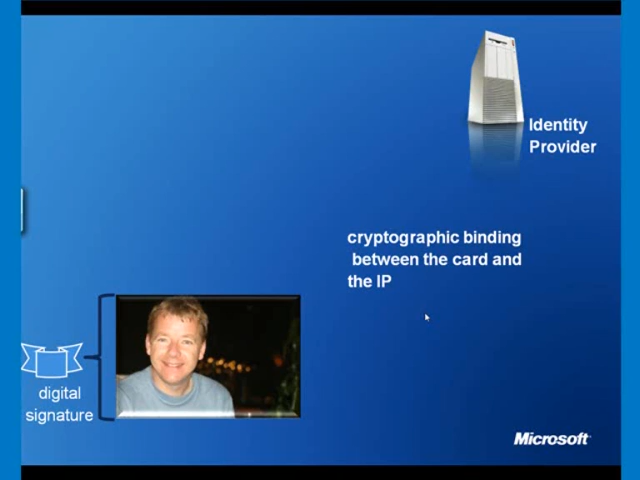 Identity
Provider
cryptographic binding
between the card and
the IP
digital
signature
Microsoft